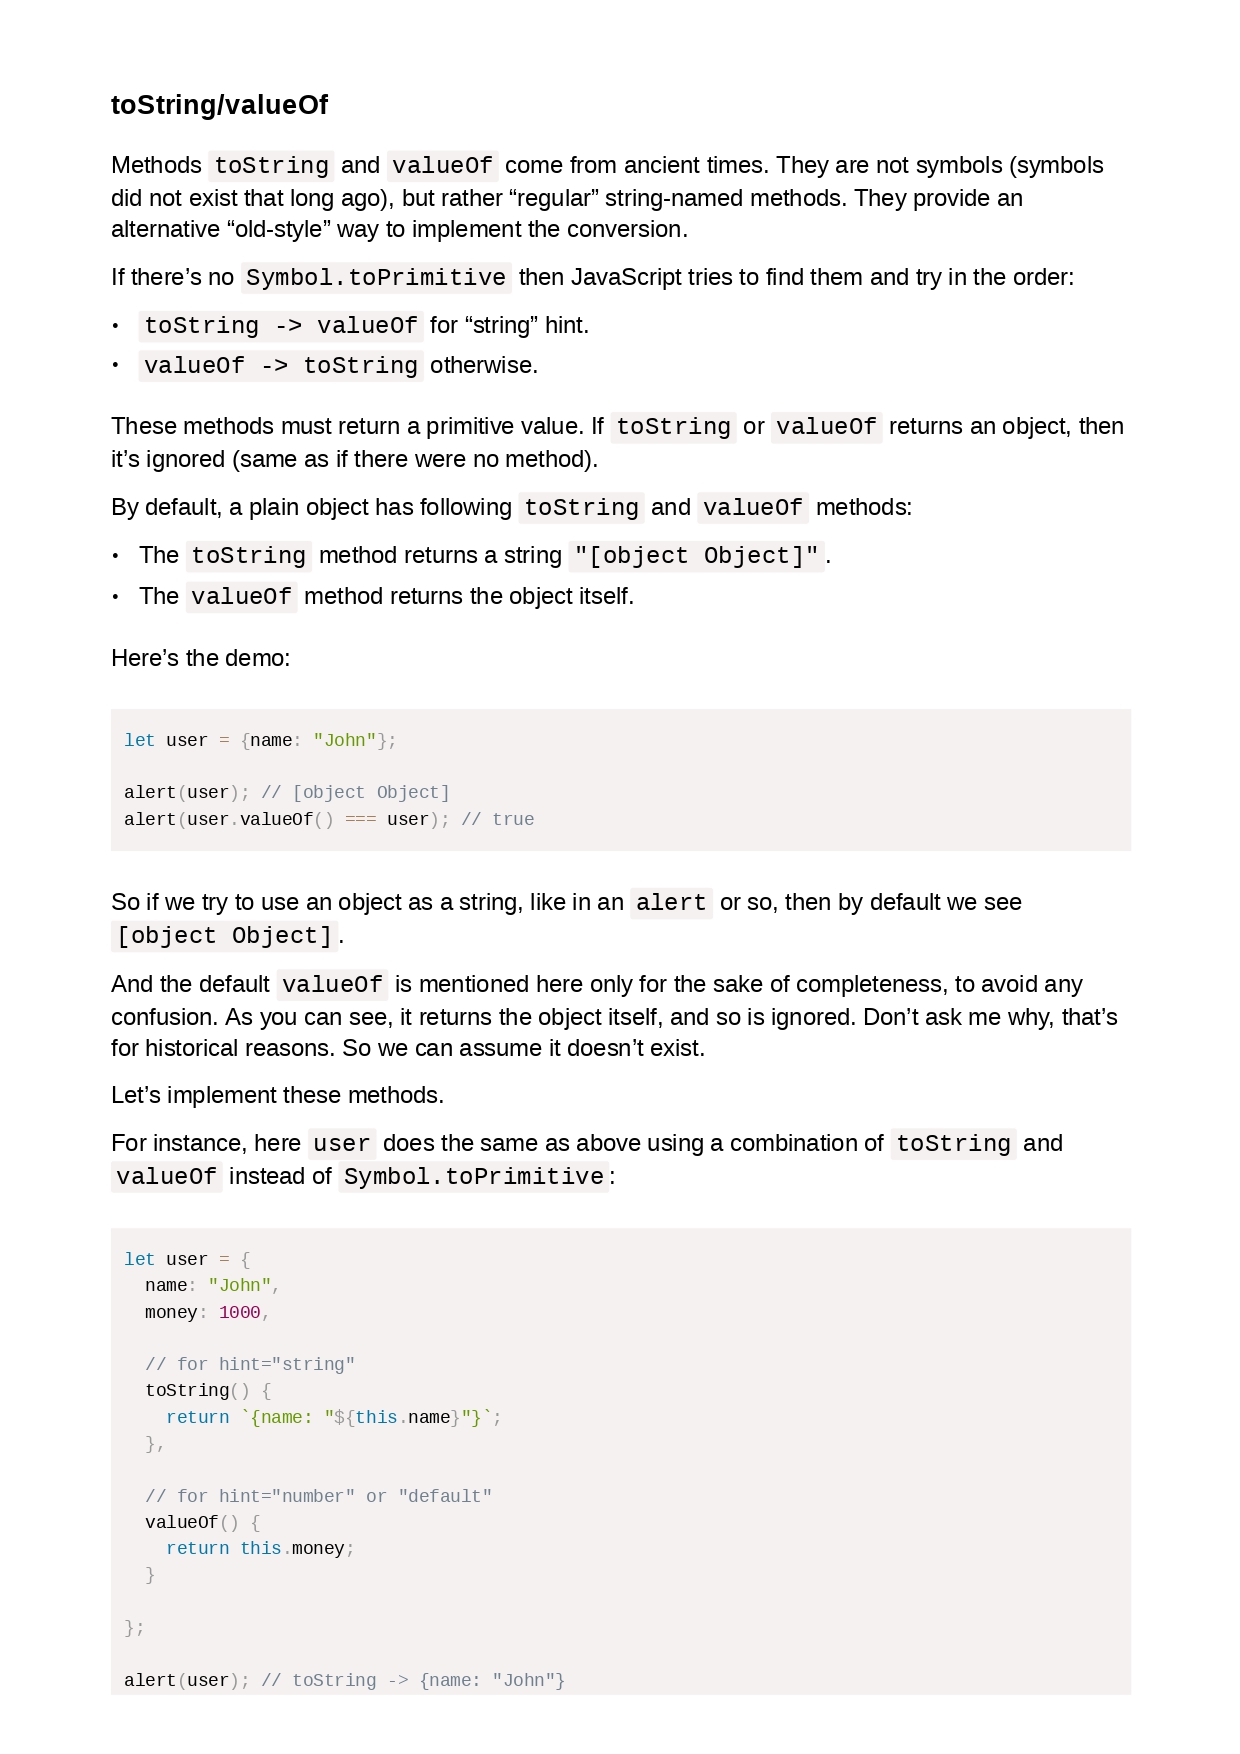 toString/valueOf
Methods toString and valueOf come from ancient times. They are not symbols (symbols
did not exist that long ago), but rather “regular” string-named methods. They provide an
alternative “old-style” way to implement the conversion.
If there’s no Symbol.toPrimitive then JavaScript tries to find them and try in the order:
• toString -> valueOf for “string” hint.
• valueOf -> toString otherwise.
These methods must return a primitive value. If toString or valueOf returns an object, then
it’s ignored (same as if there were no method).
By default, a plain object has following toString and valueOf methods:
• The toString method returns a string "[object Object]".
• The valueOf method returns the object itself.
Here’s the demo:
let user = {name: "John"};
alert(user); // [object Object]
alert(user.valueOf() === user); // true
So if we try to use an object as a string, like in an alert or so, then by default we see
[object Object].
And the default valueOf is mentioned here only for the sake of completeness, to avoid any
confusion. As you can see, it returns the object itself, and so is ignored. Don’t ask me why, that’s
for historical reasons. So we can assume it doesn’t exist.
Let’s implement these methods.
For instance, here user does the same as above using a combination of toString and
valueOf instead of Symbol.toPrimitive:
let user = {
  name: "John",
  money: 1000,
  // for hint="string"
  toString() {
    return `{name: "${this.name}"}`;
  },
  // for hint="number" or "default"
  valueOf() {
    return this.money;
  }
};
alert(user); // toString -> {name: "John"}